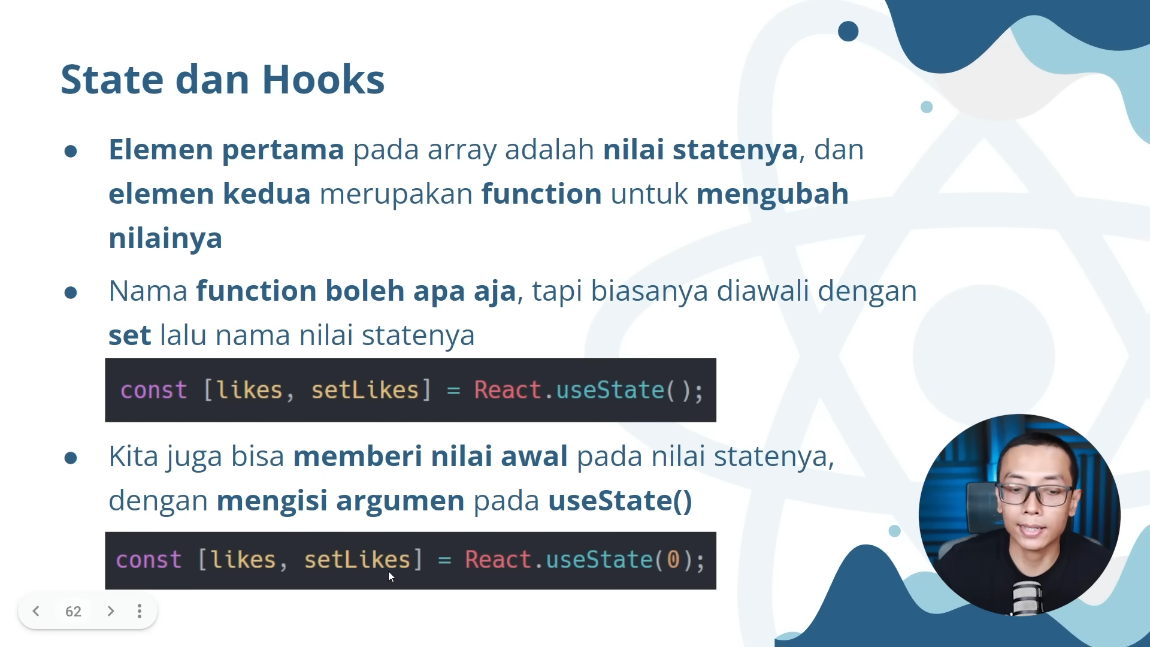 State dan Hooks
● Elemen pertama pada array adalah nilai statenya, dan
elemen kedua merupakan function untuk mengubah
nilainya
● Nama function boleh apa aja, tapi biasanya diawali dengan
set lalu nama nilai statenya
const [likes, setLikes] = React.useState();
● Kita juga bisa memberi nilai awal pada nilai statenya,
dengan mengisi argumen pada useState()
const [likes, setLikes] = React.useState(0);
62